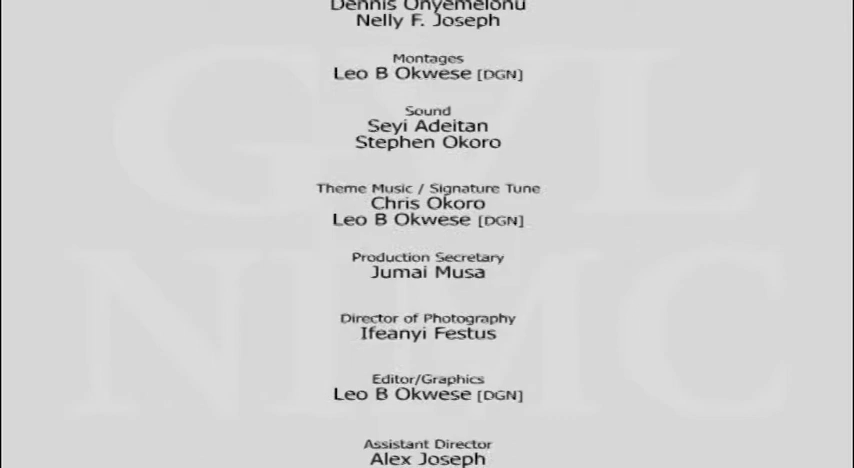 Dennis Onyemelonu
Nelly F. Joseph
Montages
Leo B Okwese [DGN]
Sound
Seyi Adeitan
Stephen Okoro
Theme Music / Signature Tune
Chris Okoro
Leo B Okwese [DGN]
Production Secretary
Jumai Musa
Director of Photography
Ifeanyi Festus
Editor/Graphics
Leo B Okwese [DGN]
Assistant Director
Alex Joseph
GVL
NIMC